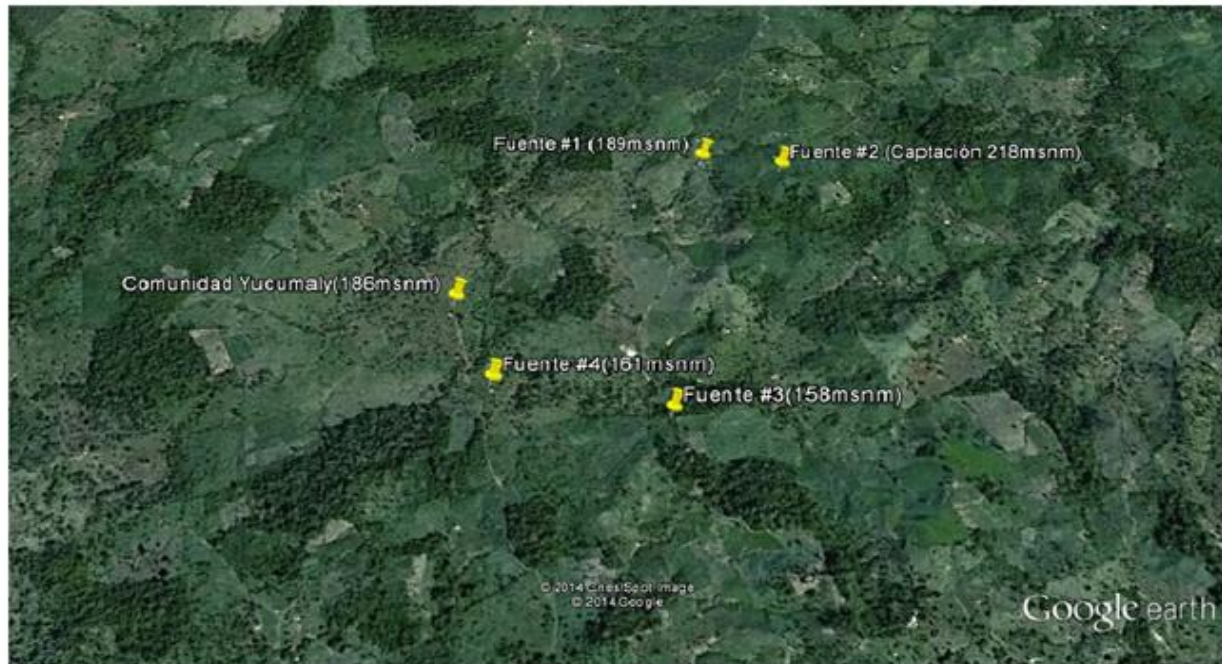 Fuente #1 (189msnm)
Fuente #2 (Captación 218msnm)
Comunidad Yucumaly(186msnm)
Fuente #4(161msnm)
Fuente #3(158msnm)
© 2014 Cnes/Spot Image
© 2014 Google
Google earth